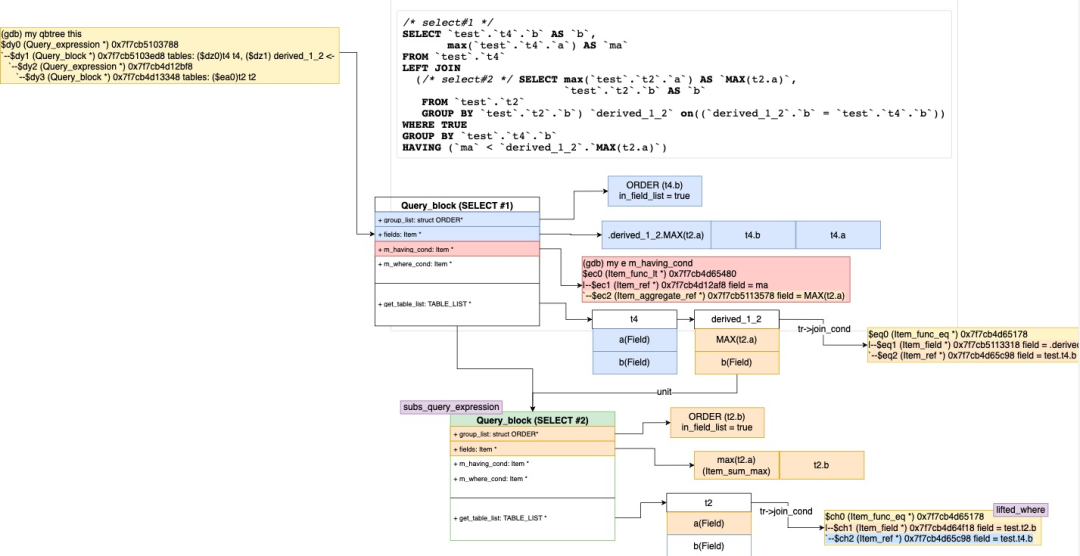 (gdb) my qbtree this
$dy0 (Query_expression *) 0x7f7cb5103788
`--$dy1 (Query_block *) 0x7f7cb5103ed8 tables: ($dz0)t4 t4, ($dz1) derived_1_2 <-
`--$dy2 (Query_expression *) 0x7f7cb4d12bf8
`--$dy3 (Query_block *) 0x7f7cb4d13348 tables: ($ea0)t2 t2
/* select#1 */
SELECT `test`.`t4`.`b` AS `b`,
max(`test`.`t4`.`a`) AS `ma`
FROM `test`.`t4`
LEFT JOIN
(/* select#2 */ SELECT max(`test`.`t2`.`a`) AS `MAX(t2.a)`,
`test`.`t2`.`b` AS `b`
FROM `test`.`t2`
GROUP BY `test`.`t2`.`b`) `derived_1_2` on((`derived_1_2`.`b` = `test`.`t4`.`b`))
WHERE TRUE
GROUP BY `test`.`t4`.`b`
HAVING (`ma` < `derived_1_2`.`MAX(t2.a)`)
Query_block (SELECT #1)
+ group_list: struct ORDER*
+ fields: Item *
+ m_having_cond: Item *
+ m_where_cond: Item *
+ get_table_list: TABLE_LIST *
ORDER (t4.b)
in_field_list = true
.derived_1_2.MAX(t2.a)
t4.b
t4.a
(gdb) my e m_having_cond
$ec0 (Item_func_lt *) 0x7f7cb4d65480
|--$ec1 (Item_ref *) 0x7f7cb4d12af8 field = ma
`--$ec2 (Item_aggregate_ref *) 0x7f7cb5113578 field = MAX(t2.a)
t4
a(Field)
b(Field)
derived_1_2
MAX(t2.a)
b(Field)
tr->join_cond
$eq0 (Item_func_eq *) 0x7f7cb4d65178
|--$eq1 (Item_field *) 0x7f7cb5113318 field = .derive
`--$eq2 (Item_ref *) 0x7f7cb4d65c98 field = test.t4.b
unit
subs_query_expression
Query_block (SELECT #2)
+ group_list: struct ORDER*
+ fields: Item *
+ m_having_cond: Item *
+ m_where_cond: Item *
+ get_table_list: TABLE_LIST *
ORDER (t2.b)
in_field_list = true
max(t2.a)
(Item_sum_max)
t2.b
t2
a(Field)
b(Field)
tr->join_cond
lifted_where
$ch0 (Item_func_eq *) 0x7f7cb4d65178
|--$ch1 (Item_field *) 0x7f7cb4d64f18 field = test.t2.b
`--$ch2 (Item_ref *) 0x7f7cb4d65c98 field = test.t4.b